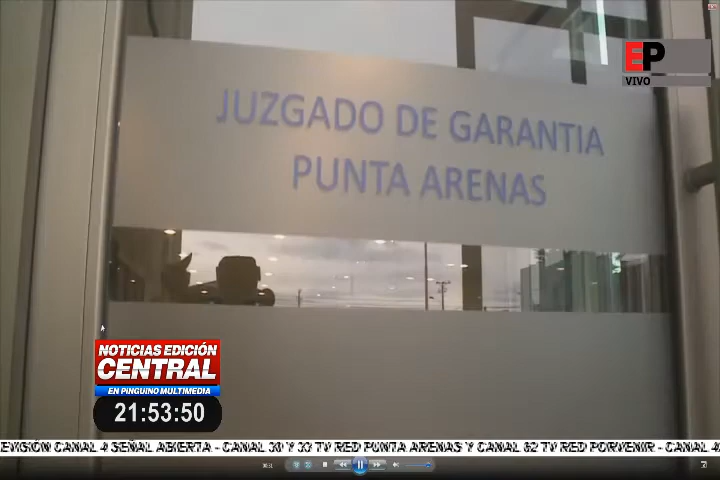 EP
VIVO
JUZGADO DE GARANTIA
PUNTA ARENAS
NOTICIAS EDICIÓN
CENTRAL
EN PINGUINO MULTIMEDIA
21:53:50
EVISIÓN CANAL 4 SEÑAL ABIERTA - CANAL 30 Y 33 TV RED PUNTA ARENAS Y CANAL 62 TV RED PORVENIR - CANAL 4